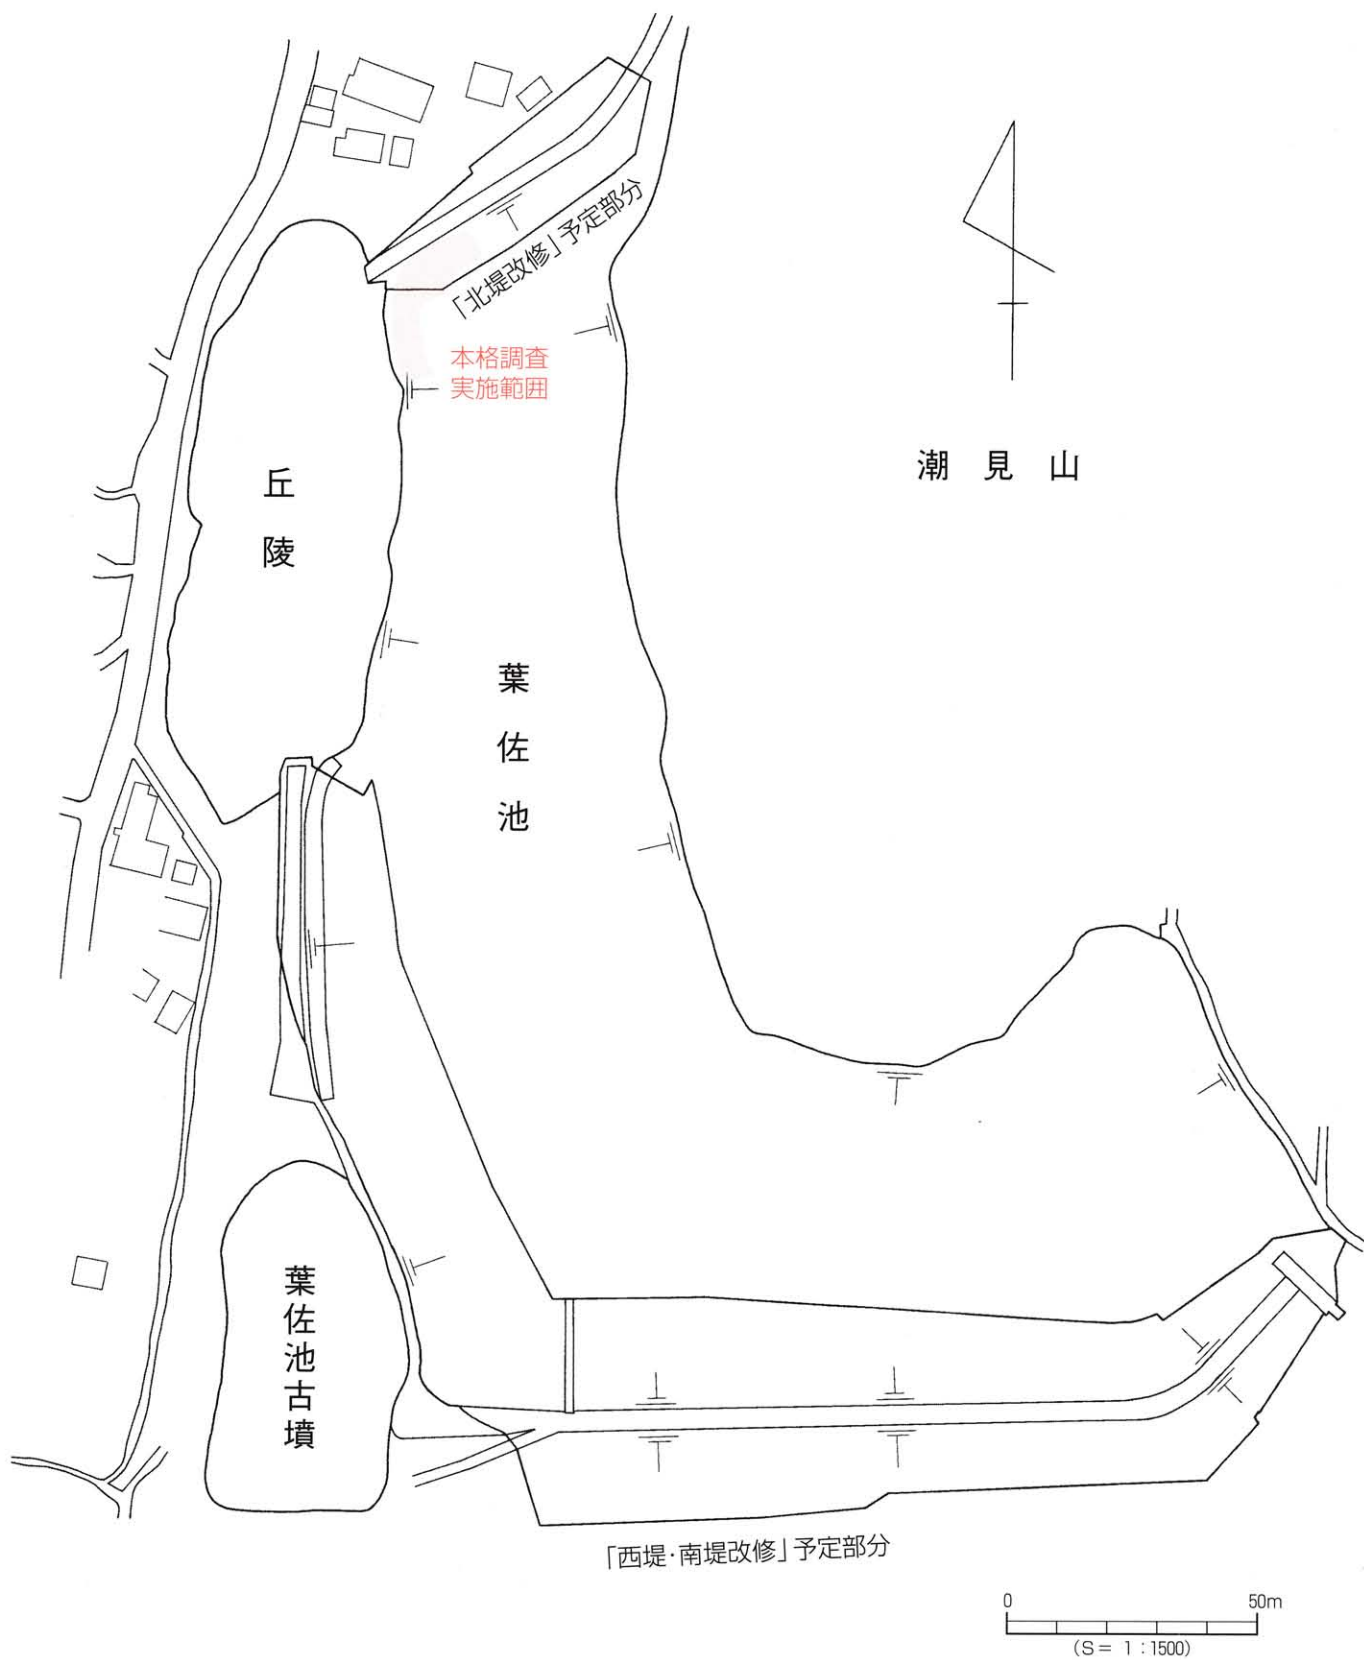 「北堤改修」予定部分
本格調査
実施範囲
潮見山
丘陵
葉佐池
葉佐池古墳
「西堤・南堤改修」予定部分
0 50m
(S= 1:1500)